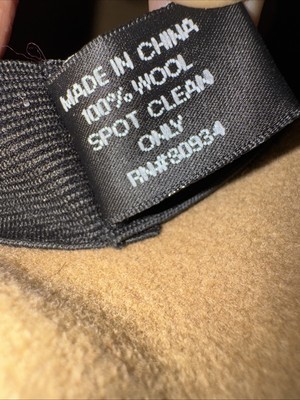 MADE IN CHINA
100% WOOL
SPOT CLEAN
ONLY
RN#80934